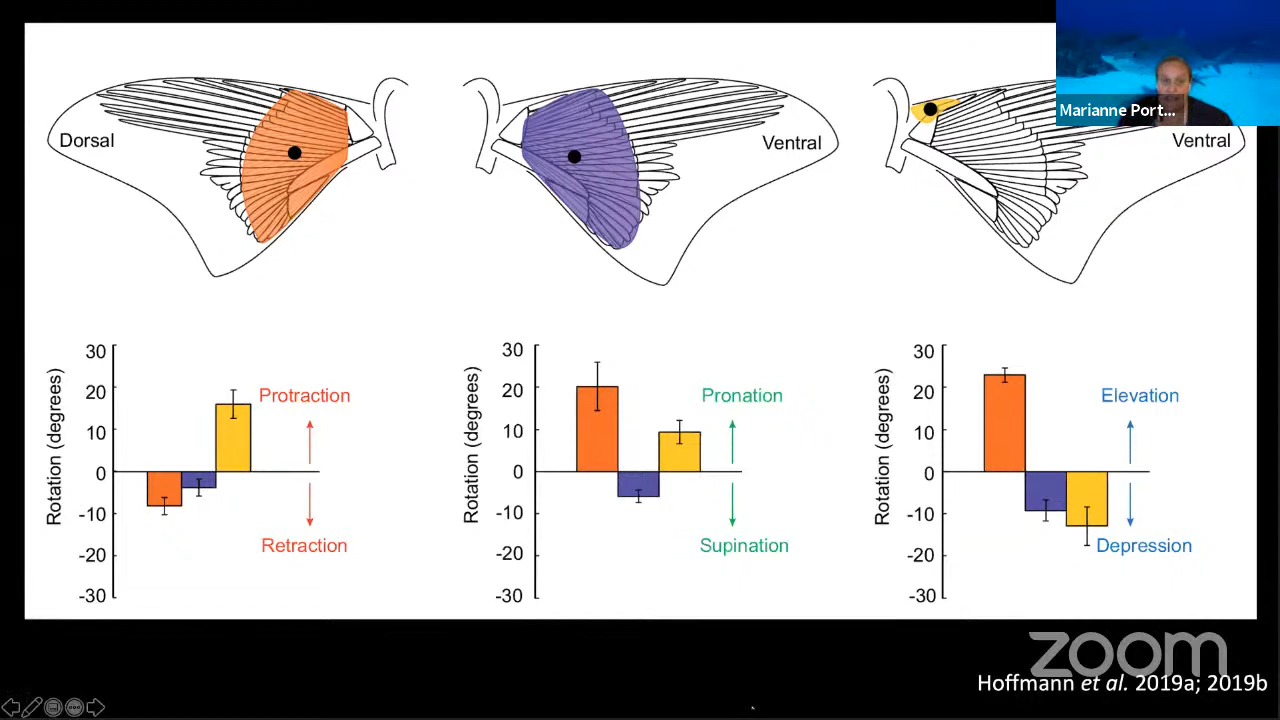 Dorsal
Ventral
Ventral
Marianne Port...
Rotation (degrees)
30
20
10
0
-10
-20
-30
Protraction
Retraction
Rotation (degrees)
30
20
10
0
-10
-20
-30
Pronation
Supination
Rotation (degrees)
30
20
10
0
-10
-20
-30
Elevation
Depression
zoom
Hoffmann et al. 2019a; 2019b